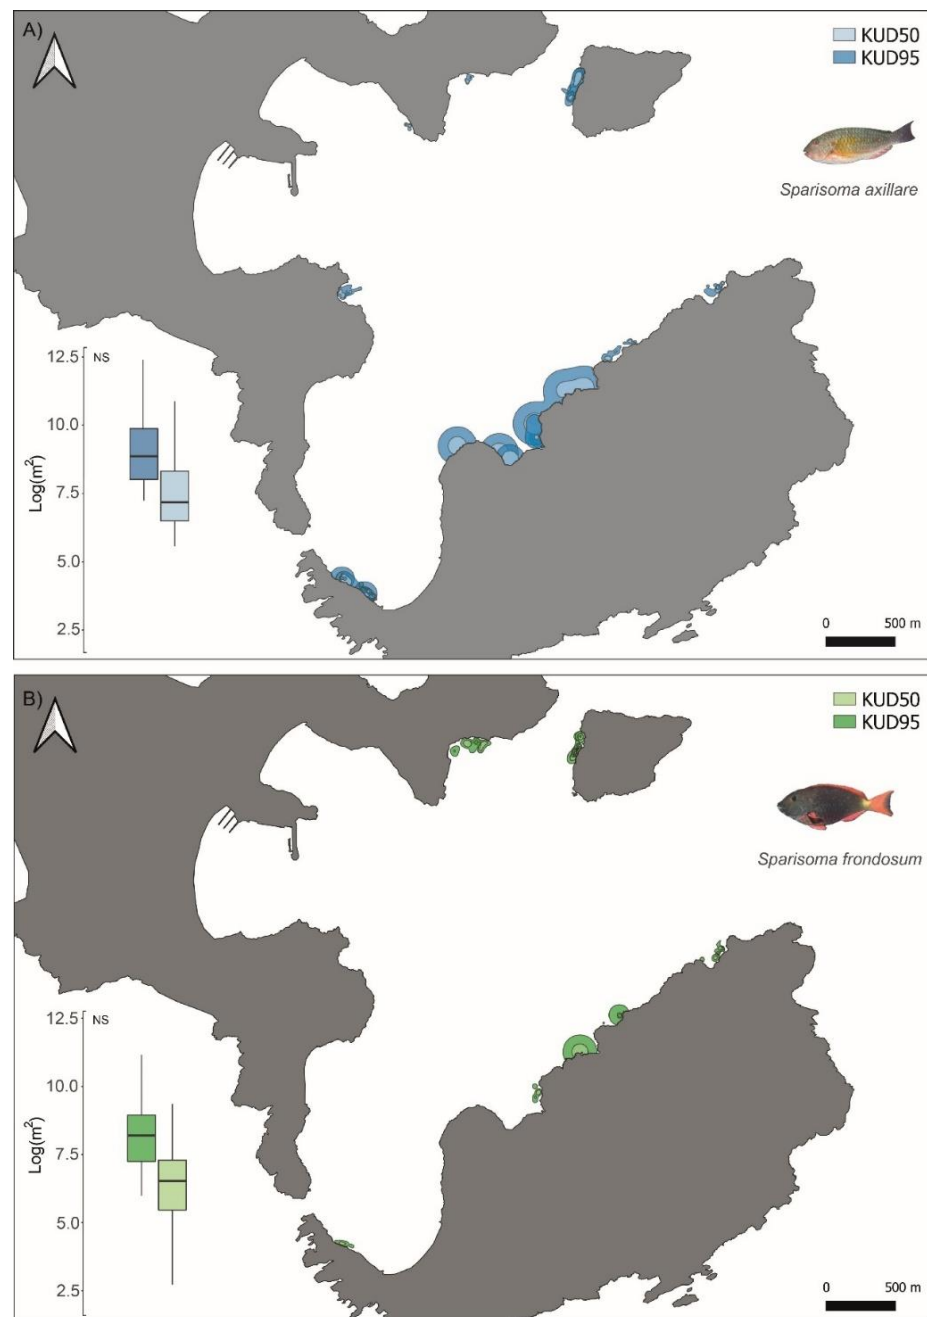 A)
KUD50
KUD95
Sparisoma axillare
NS
12.5
10.0
7.5
5.0
2.5
Log(m²)
0 500 m
B)
KUD50
KUD95
Sparisoma frondosum
NS
12.5
10.0
7.5
5.0
2.5
Log(m²)
0 500 m